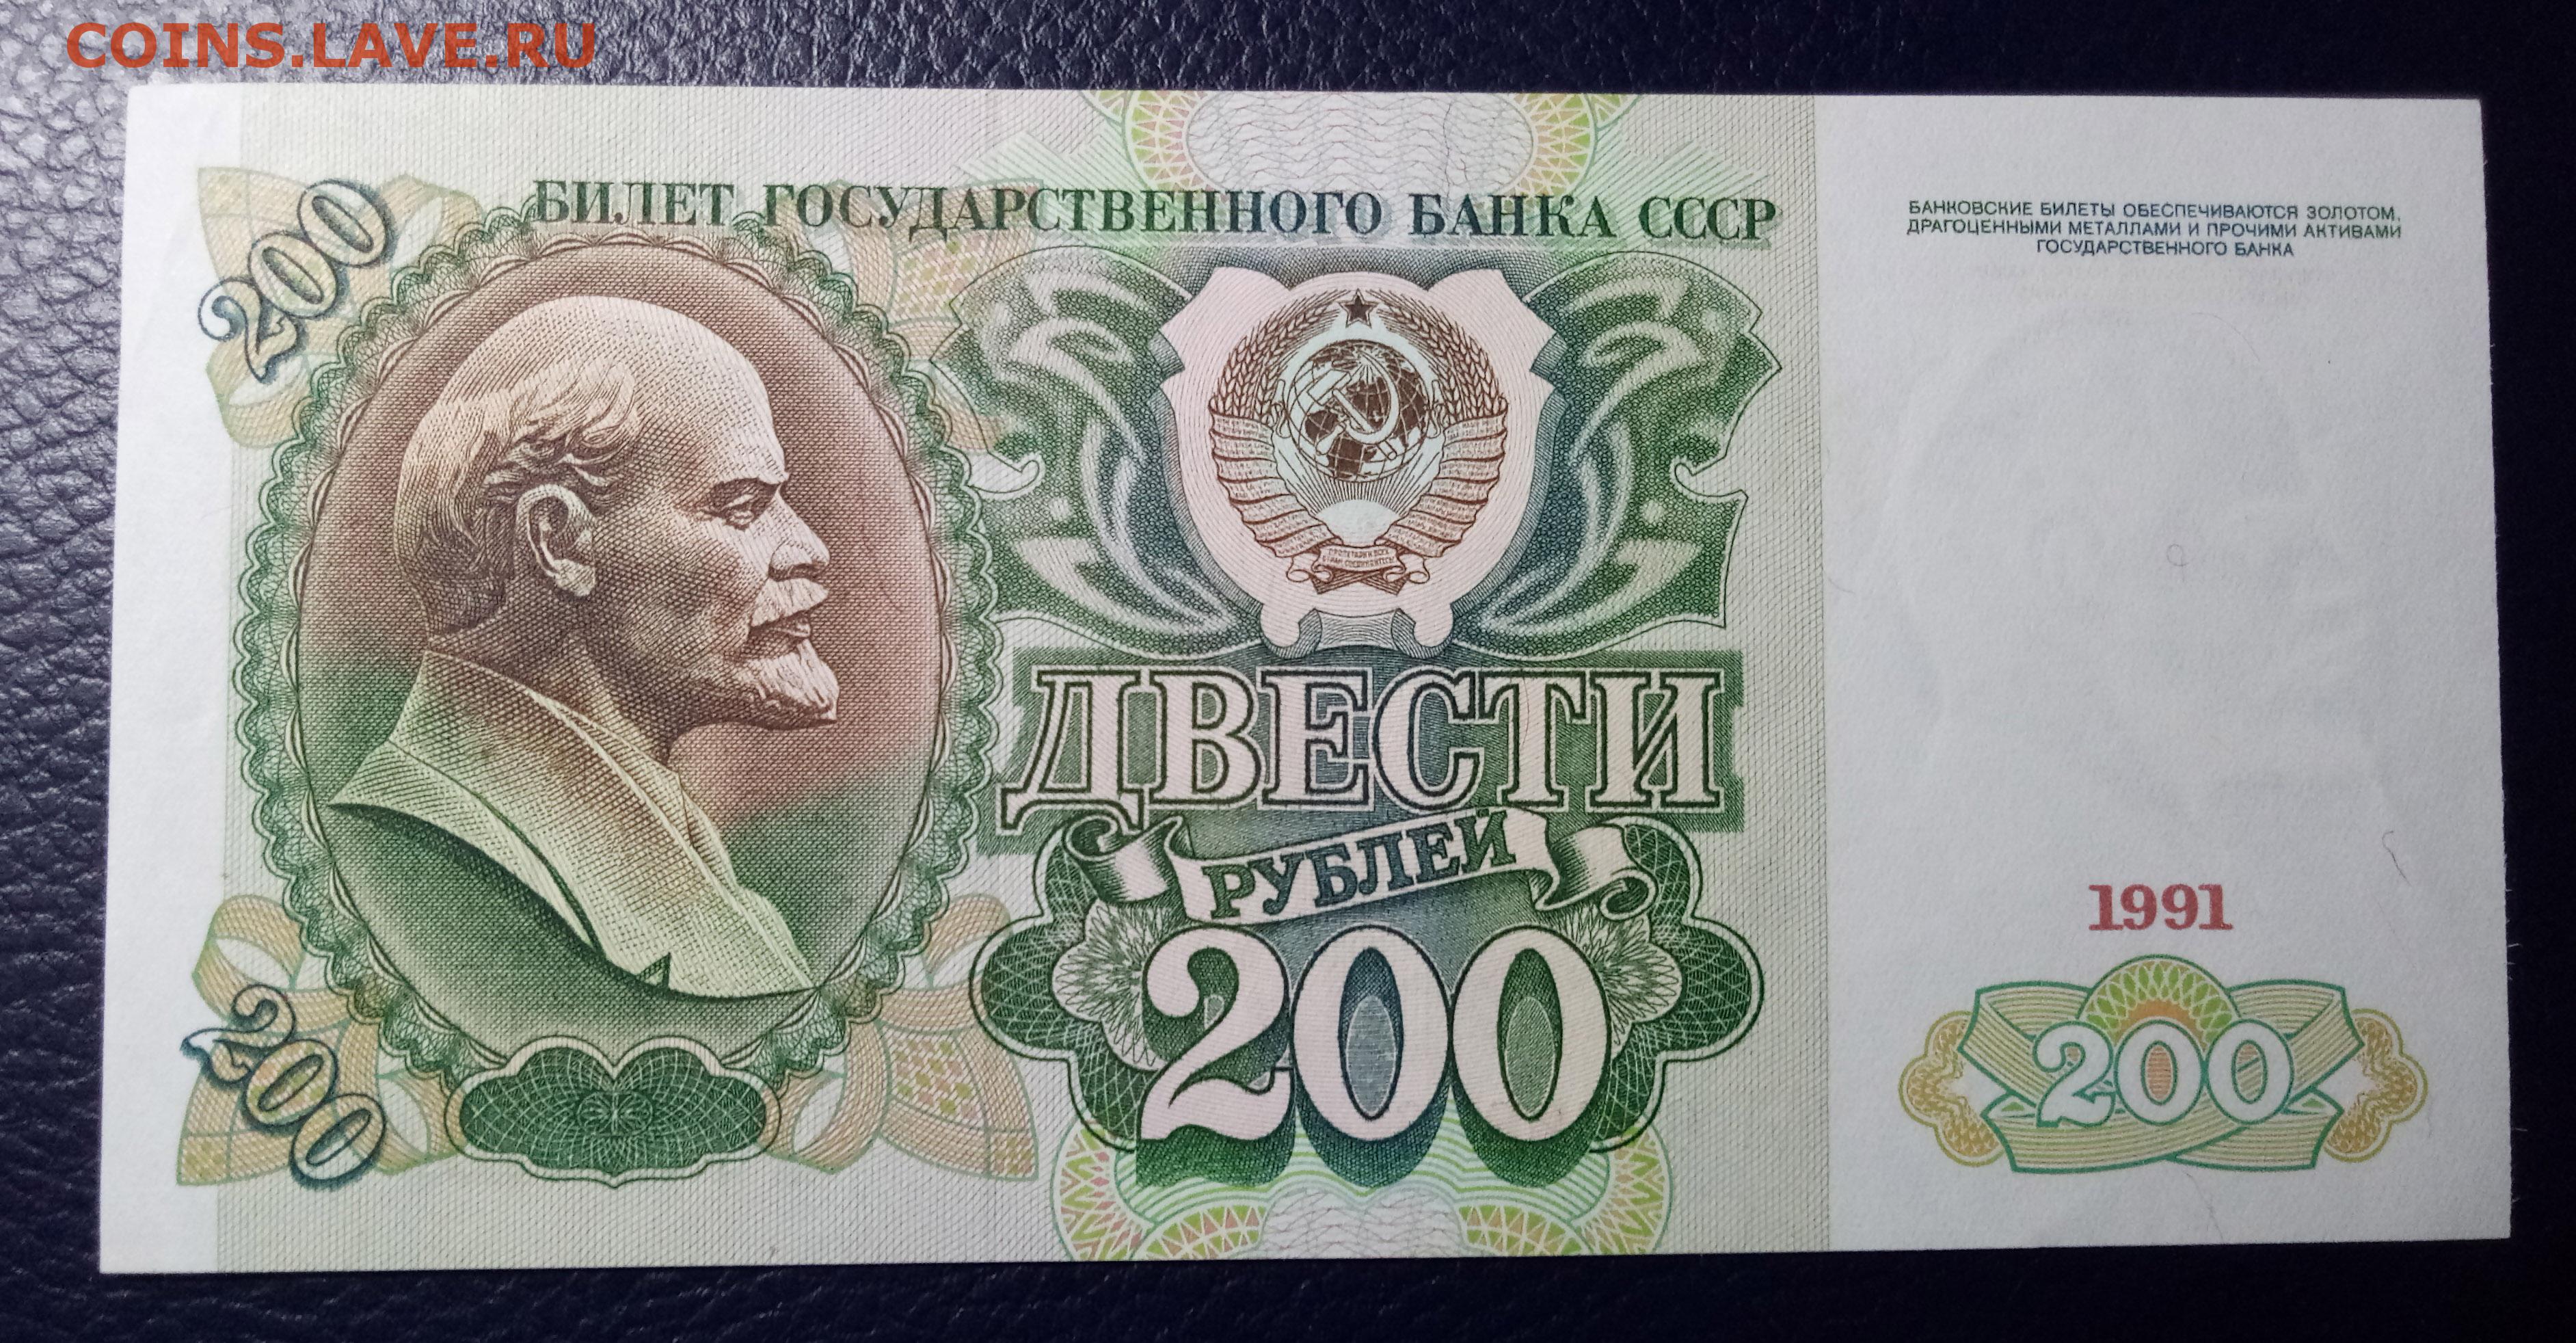 COINS.LAVE.RU
БИЛЕТ ГОСУДАРСТВЕННОГО БАНКА СССР
БАНКОВСКИЕ БИЛЕТЫ ОБЕСПЕЧИВАЮТСЯ ЗОЛОТОМ,
ДРАГОЦЕННЫМИ МЕТАЛЛАМИ И ПРОЧИМИ АКТИВАМИ
ГОСУДАРСТВЕННОГО БАНКА
200
ДВЕСТИ
РУБЛЕЙ
200
200
1991
200